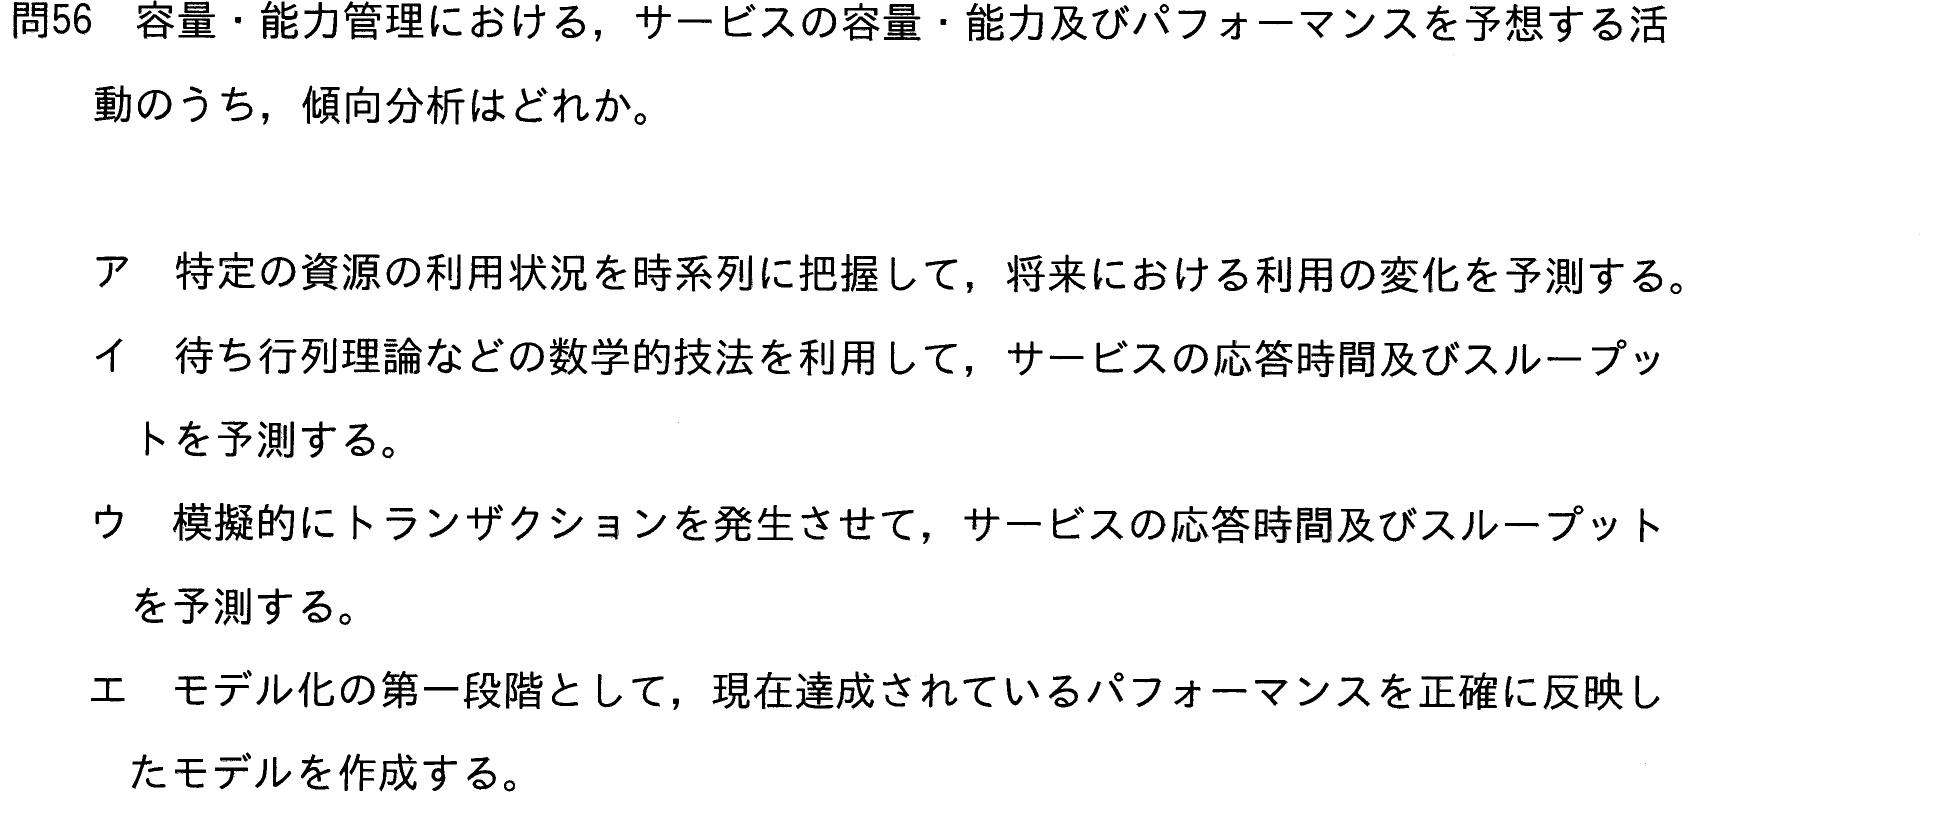 問56　容量・能力管理における，サービスの容量・能力及びパフォーマンスを予想する活
動のうち，傾向分析はどれか。
ア　特定の資源の利用状況を時系列に把握して，将来における利用の変化を予測する。
イ　待ち行列理論などの数学的技法を利用して，サービスの応答時間及びスループッ
トを予測する。
ウ　模擬的にトランザクションを発生させて，サービスの応答時間及びスループット
を予測する。
エ　モデル化の第一段階として，現在達成されているパフォーマンスを正確に反映し
たモデルを作成する。